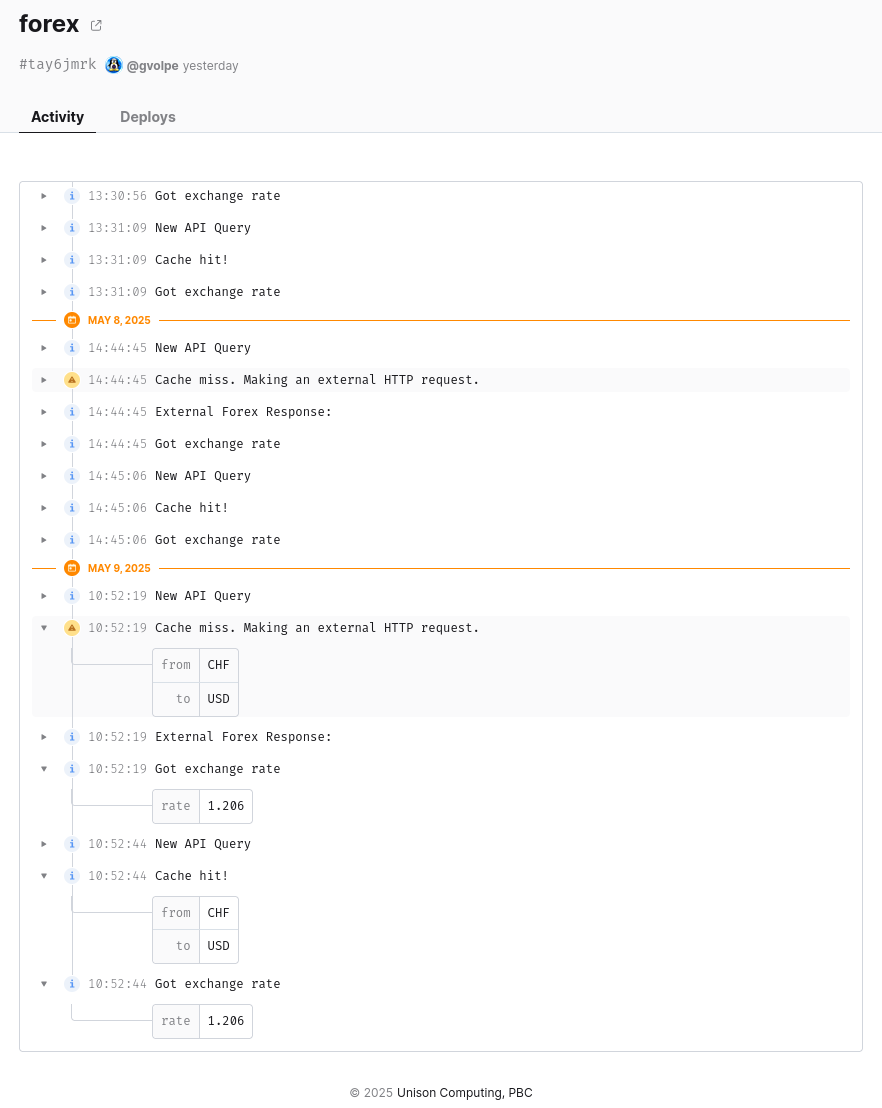 forex
#tay6jmrk @gvolpe yesterday
Activity Deploys
13:30:56 Got exchange rate
13:31:09 New API Query
13:31:09 Cache hit!
13:31:09 Got exchange rate
MAY 8, 2025
14:44:45 New API Query
14:44:45 Cache miss. Making an external HTTP request.
14:44:45 External Forex Response:
14:44:45 Got exchange rate
14:45:06 New API Query
14:45:06 Cache hit!
14:45:06 Got exchange rate
MAY 9, 2025
10:52:19 New API Query
10:52:19 Cache miss. Making an external HTTP request.
from CHF
to USD
10:52:19 External Forex Response:
10:52:19 Got exchange rate
rate 1.206
10:52:44 New API Query
10:52:44 Cache hit!
from CHF
to USD
10:52:44 Got exchange rate
rate 1.206
© 2025 Unison Computing, PBC